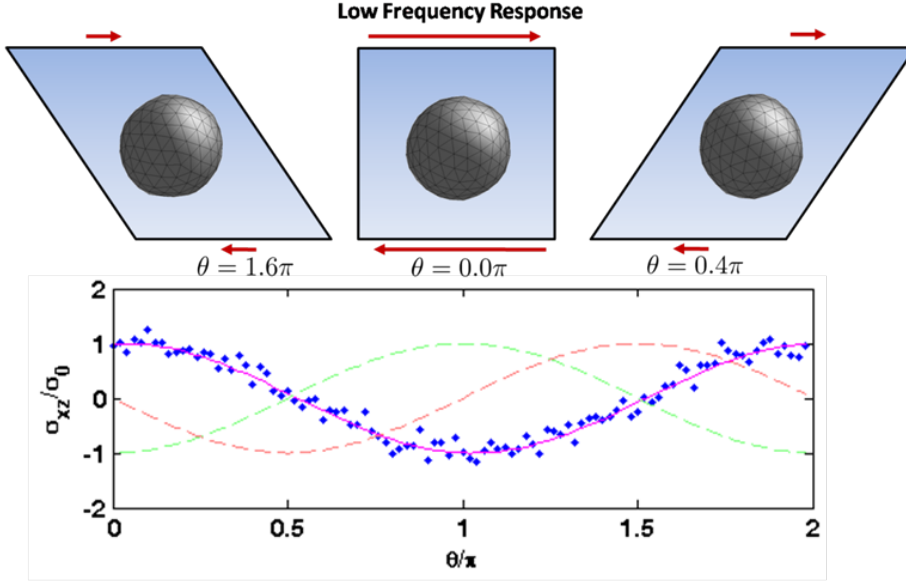 Low Frequency Response
θ = 1.6π
θ = 0.0π
θ = 0.4π
2
1
0
-1
-2
σxz/σ0
0
0.5
1
1.5
2
θ/π